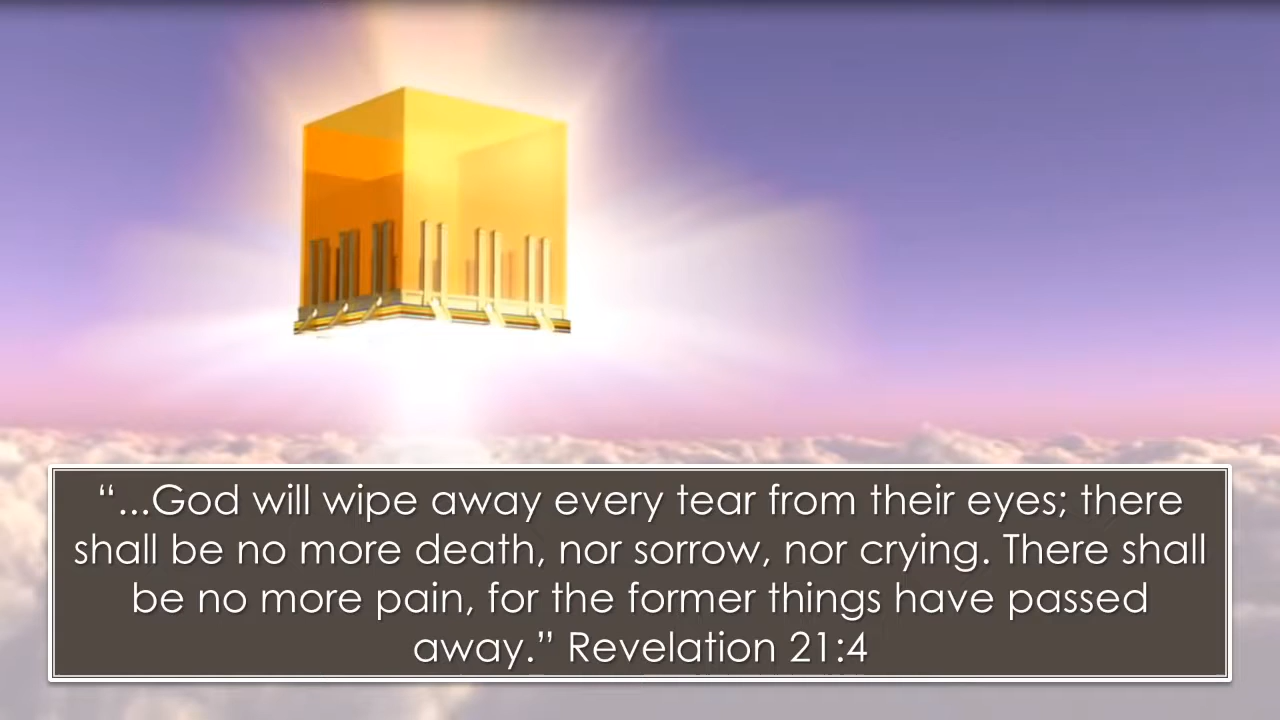 “...God will wipe away every tear from their eyes; there
shall be no more death, nor sorrow, nor crying. There shall
be no more pain, for the former things have passed
away.” Revelation 21:4